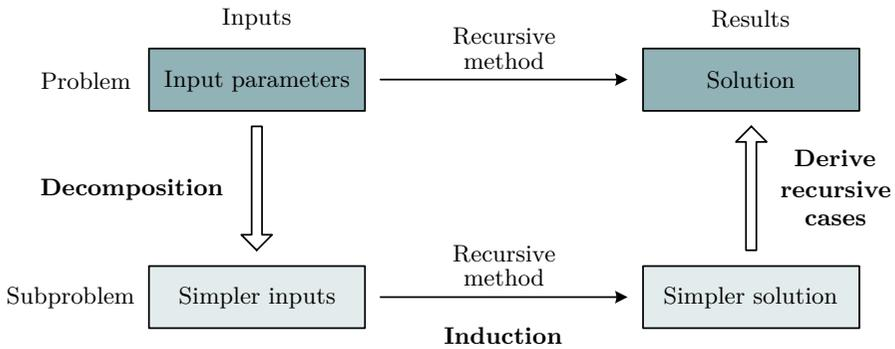 Inputs
Results
Problem
Input parameters
Recursive
method
Solution
Decomposition
Derive
recursive
cases
Subproblem
Simpler inputs
Recursive
method
Simpler solution
Induction